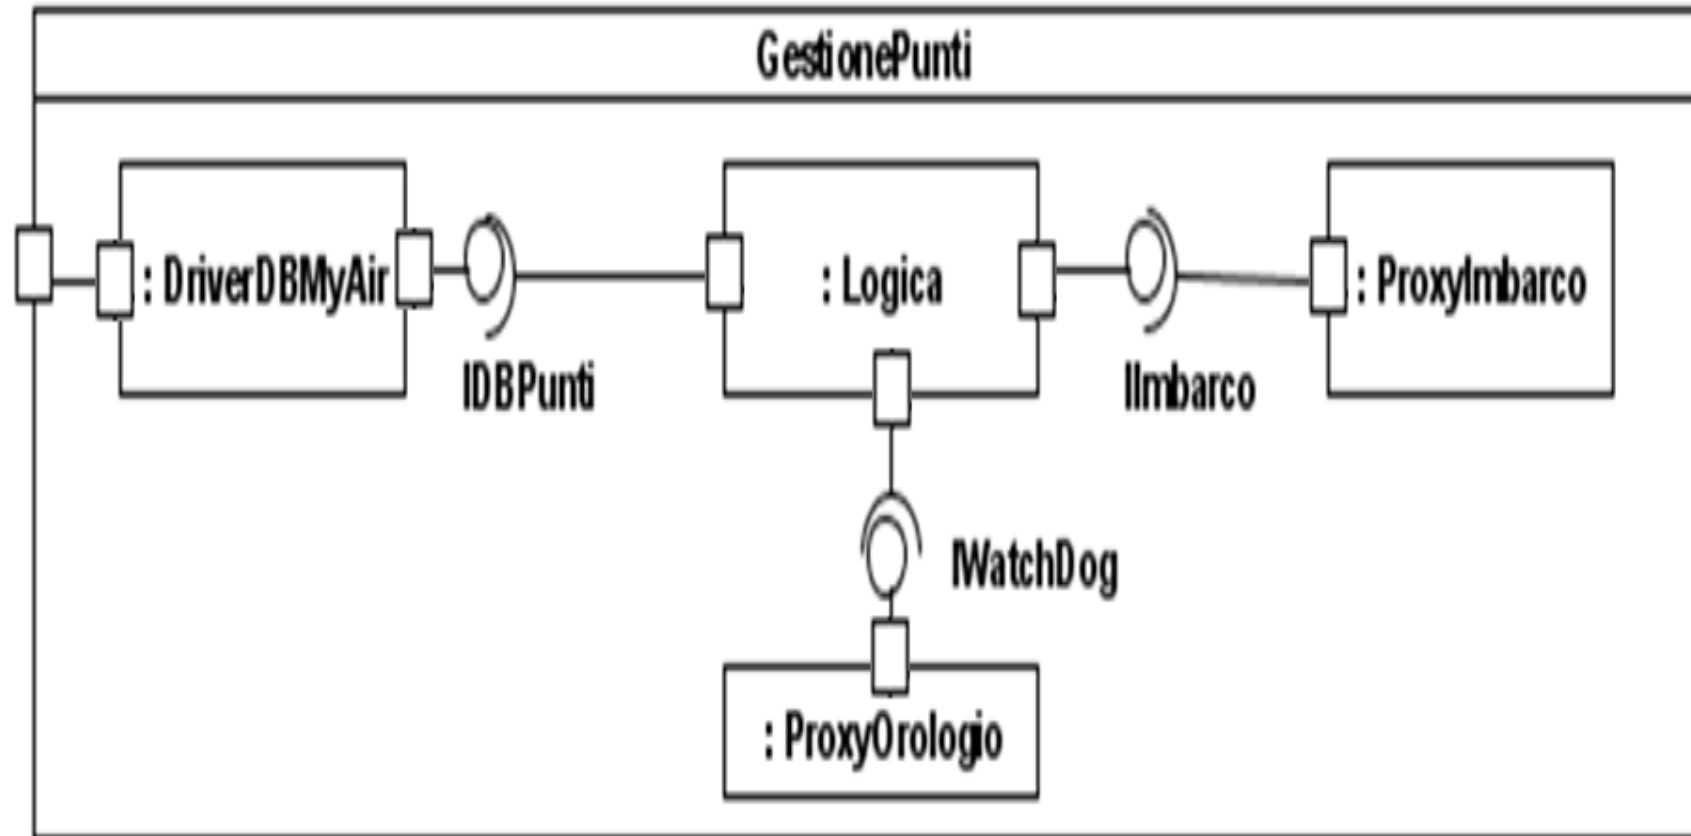 GestionePunti
: DriverDBMyAir
: Logica
: ProxyImbarco
IDBPunti
IImbarco
IWatchDog
: ProxyOrologio